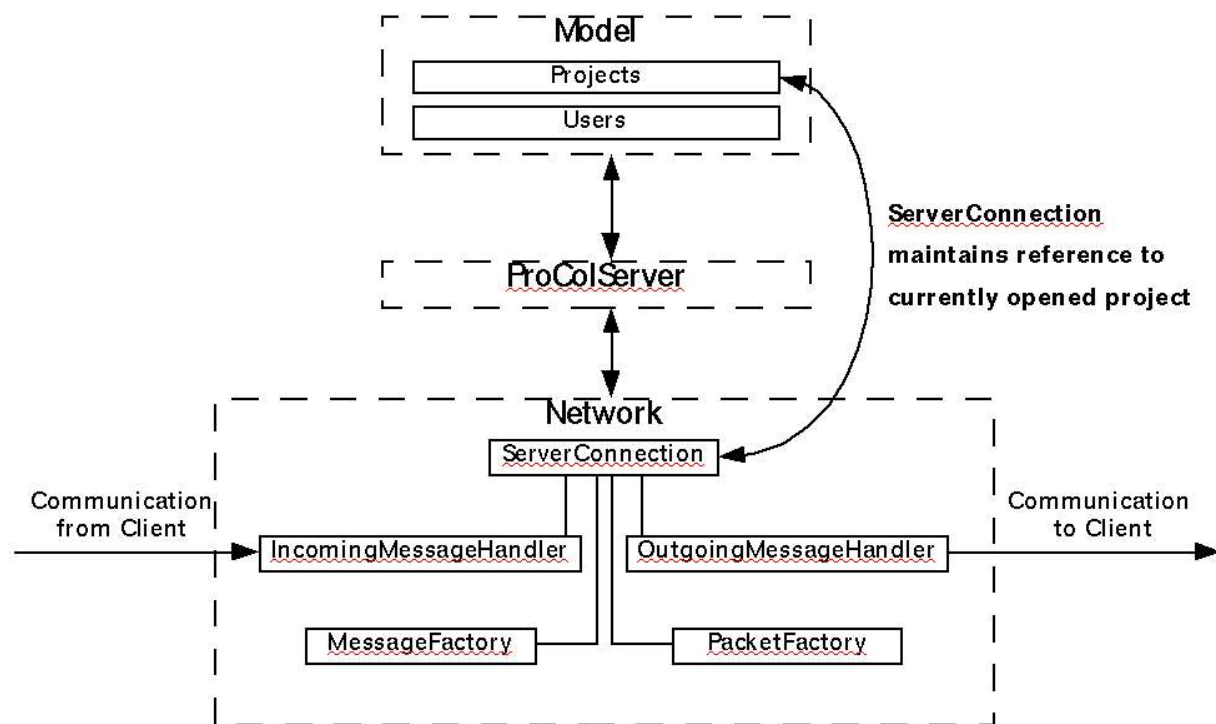 Model
Projects
Users
ServerConnection
maintains reference to
currently opened project
ProColServer
Network
ServerConnection
Communication
from Client
Communication
to Client
IncomingMessageHandler
OutgoingMessageHandler
MessageFactory
PacketFactory